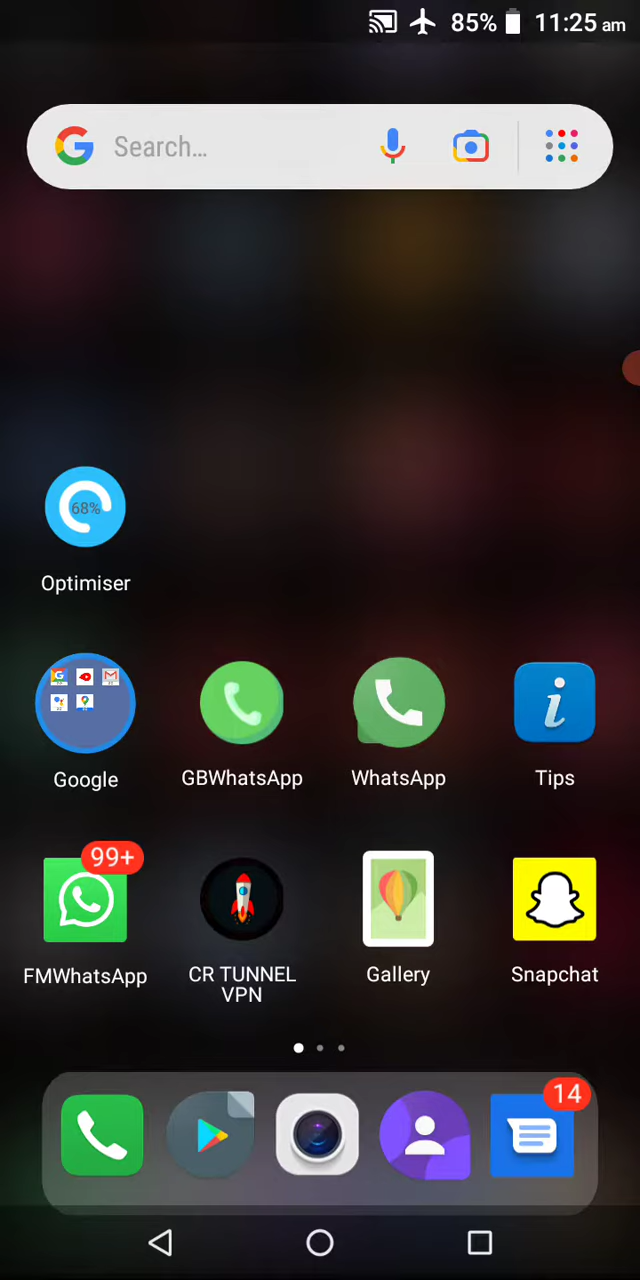 85% 11:25 am
Search...
68%
Optimiser
Google GBWhatsApp WhatsApp Tips
99+
FMWhatsApp CR TUNNEL VPN Gallery Snapchat
14